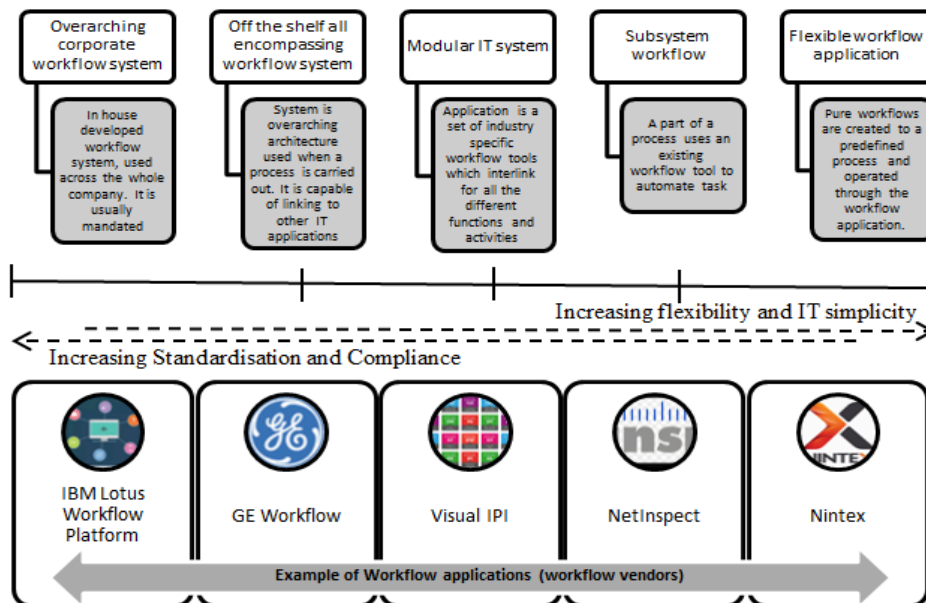 Overarching
corporate
workflow system
Off the shelf all
encompassing
workflow system
Modular IT system
Subsystem
workflow
Flexible workflow
application
In house
developed
workflow
system, used
across the whole
company. It is
usually
mandated
System is
overarching
architecture
used when a
process is carried
out. It is capable
of linking to
other IT
applications
Application is a
set of industry
specific
workflow tools
which interlink
for all the
different
functions and
activities
A part of a
process uses an
existing
workflow tool to
automate task
Pure workflows
are created to a
predefined
process and
operated
through the
workflow
application.
Increasing flexibility and IT simplicity
Increasing Standardisation and Compliance
IBM Lotus
Workflow
Platform
GE
GE Workflow
Visual IPI
nsi
NetInspect
NINTEX
Nintex
Example of Workflow applications (workflow vendors)